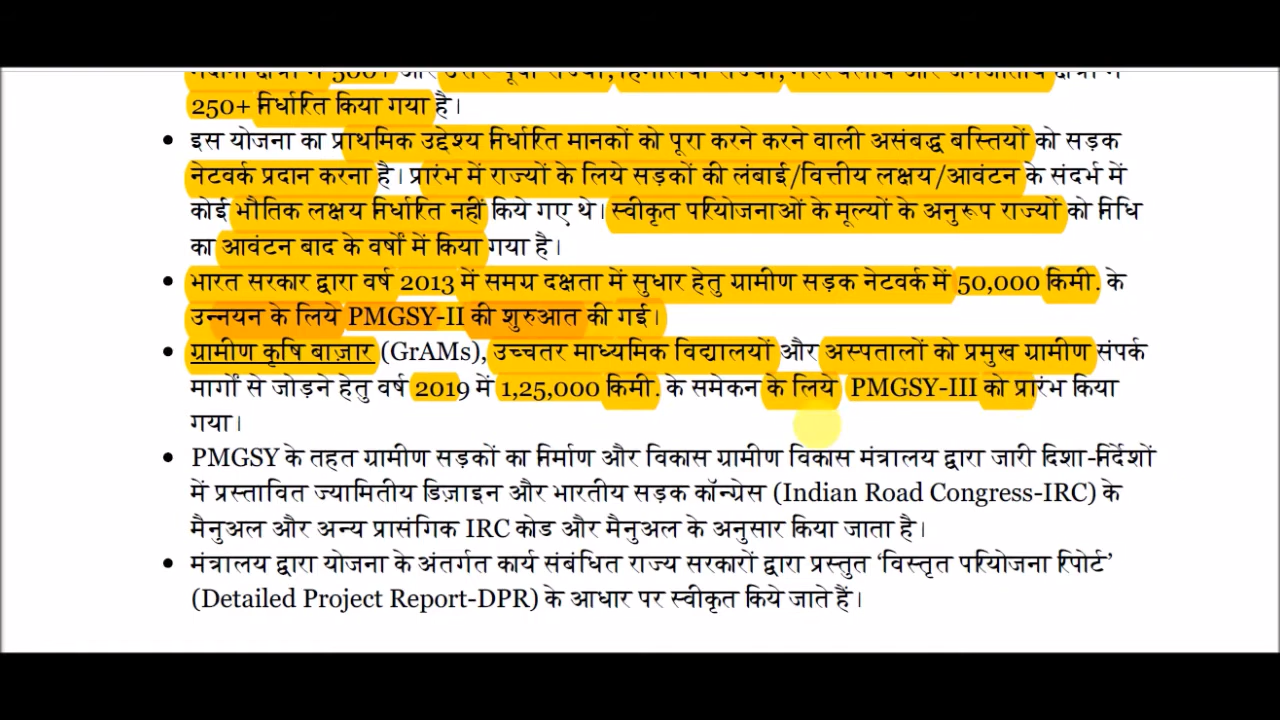 250+ निर्धारित किया गया है।
इस योजना का प्राथमिक उद्देश्य निर्धारित मानकों को पूरा करने करने वाली असंबद्ध बस्तियों को सड़क
नेटवर्क प्रदान करना है। प्रारंभ में राज्यों के लिये सड़कों की लंबाई/वित्तीय लक्षय/आवंटन के संदर्भ में
कोई भौतिक लक्षय निर्धारित नहीं किये गए थे। स्वीकृत परियोजनाओं के मूल्यों के अनुरूप राज्यों को निधि
का आवंटन बाद के वर्षों में किया गया है।
भारत सरकार द्वारा वर्ष 2013 में समग्र दक्षता में सुधार हेतु ग्रामीण सड़क नेटवर्क में 50,000 किमी. के
उन्नयन के लिये PMGSY-II की शुरुआत की गई।
ग्रामीण कृषि बाज़ार (GrAMs), उच्चतर माध्यमिक विद्यालयों और अस्पतालों को प्रमुख ग्रामीण संपर्क
मार्गों से जोड़ने हेतु वर्ष 2019 में 1,25,000 किमी. के समेकन के लिये PMGSY-III को प्रारंभ किया
गया।
PMGSY के तहत ग्रामीण सड़कों का निर्माण और विकास ग्रामीण विकास मंत्रालय द्वारा जारी दिशा-निर्देशों
में प्रस्तावित ज्यामितीय डिज़ाइन और भारतीय सड़क कॉन्ग्रेस (Indian Road Congress-IRC) के
मैनुअल और अन्य प्रासंगिक IRC कोड और मैनुअल के अनुसार किया जाता है।
मंत्रालय द्वारा योजना के अंतर्गत कार्य संबंधित राज्य सरकारों द्वारा प्रस्तुत ‘विस्तृत परियोजना रिपोर्ट’
(Detailed Project Report-DPR) के आधार पर स्वीकृत किये जाते हैं।